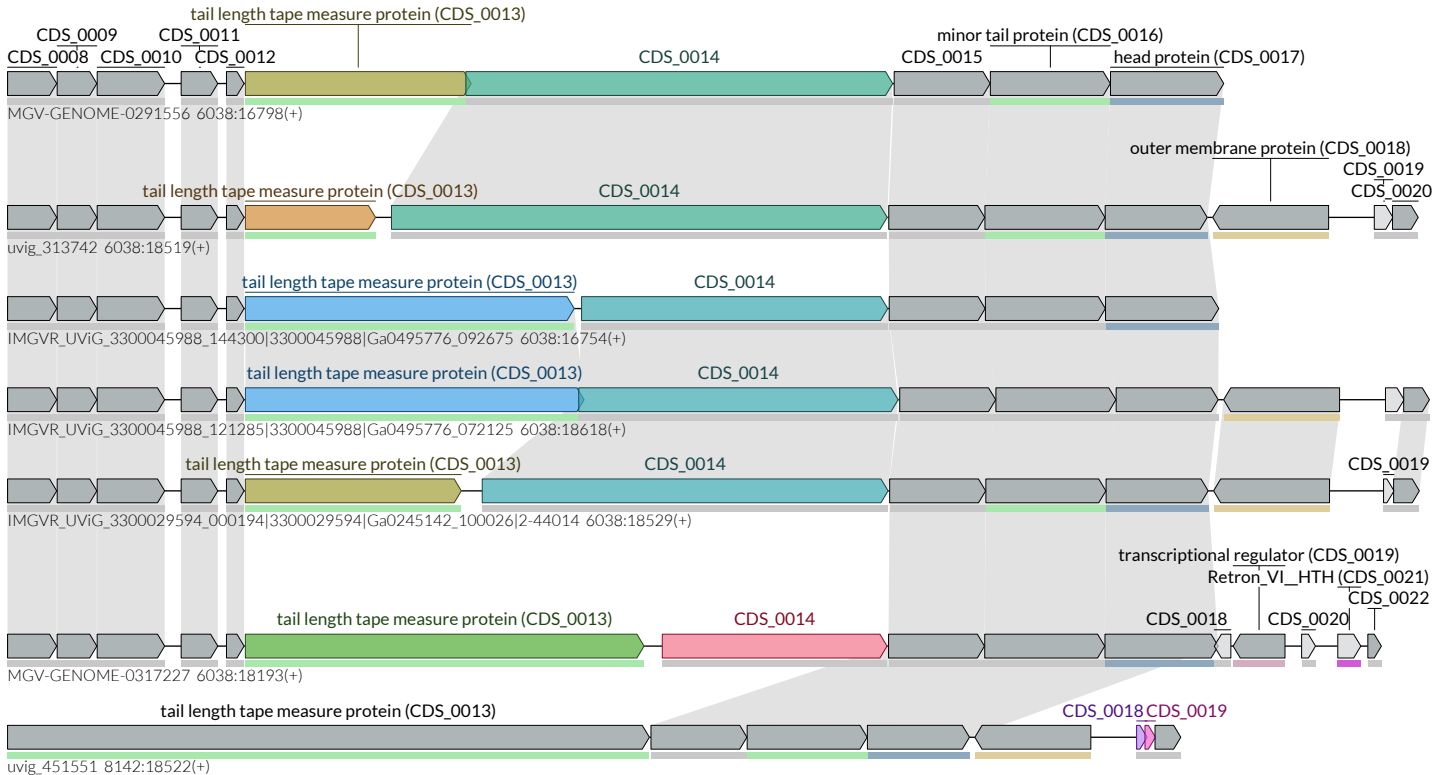 tail length tape measure protein (CDS_0013)
CDS_0009 CDS_0011 minor tail protein (CDS_0016)
CDS_0008 CDS_0010 CDS_0012 CDS_0014 CDS_0015 head protein (CDS_0017)
MGV-GENOME-0291556 6038:16798(+)
outer membrane protein (CDS_0018)
CDS_0019
tail length tape measure protein (CDS_0013) CDS_0014 CDS_0020
uvig_313742 6038:18519(+)
tail length tape measure protein (CDS_0013) CDS_0014
IMGVR_UViG_3300045988_144300|3300045988|Ga0495776_092675 6038:16754(+)
tail length tape measure protein (CDS_0013) CDS_0014
IMGVR_UViG_3300045988_121285|3300045988|Ga0495776_072125 6038:18618(+)
tail length tape measure protein (CDS_0013) CDS_0014 CDS_0019
IMGVR_UViG_3300029594_000194|3300029594|Ga0245142_100026|2-44014 6038:18529(+)
transcriptional regulator (CDS_0019)
Retron_VI__HTH (CDS_0021)
CDS_0022
tail length tape measure protein (CDS_0013) CDS_0014 CDS_0018 CDS_0020
MGV-GENOME-0317227 6038:18193(+)
tail length tape measure protein (CDS_0013) CDS_0018 CDS_0019
uvig_451551 8142:18522(+)